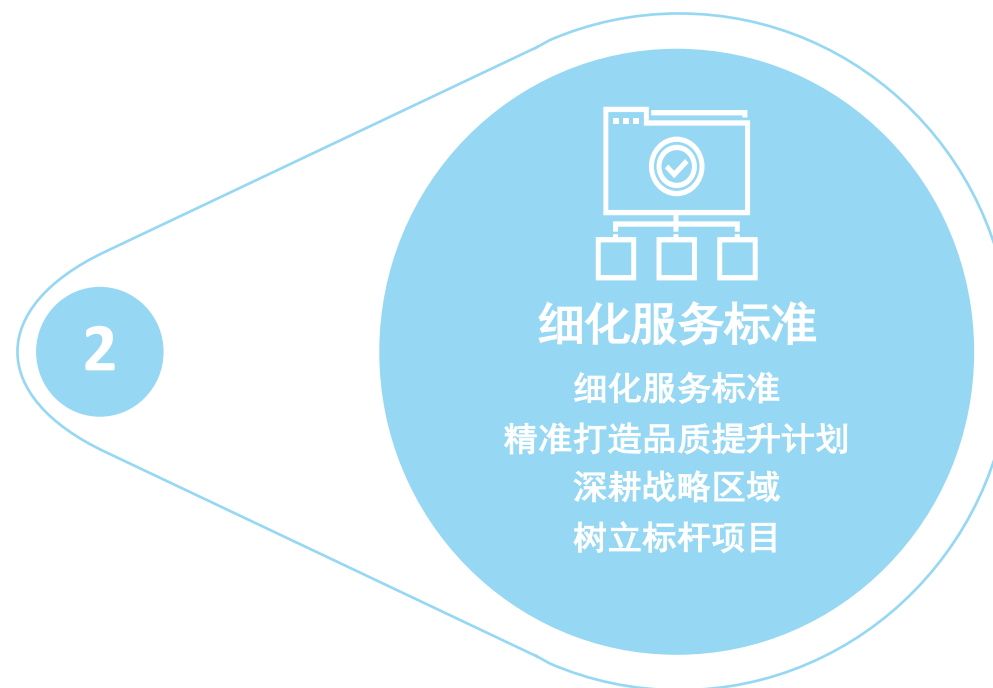 2
细化服务标准
细化服务标准
精准打造品质提升计划
深耕战略区域
树立标杆项目